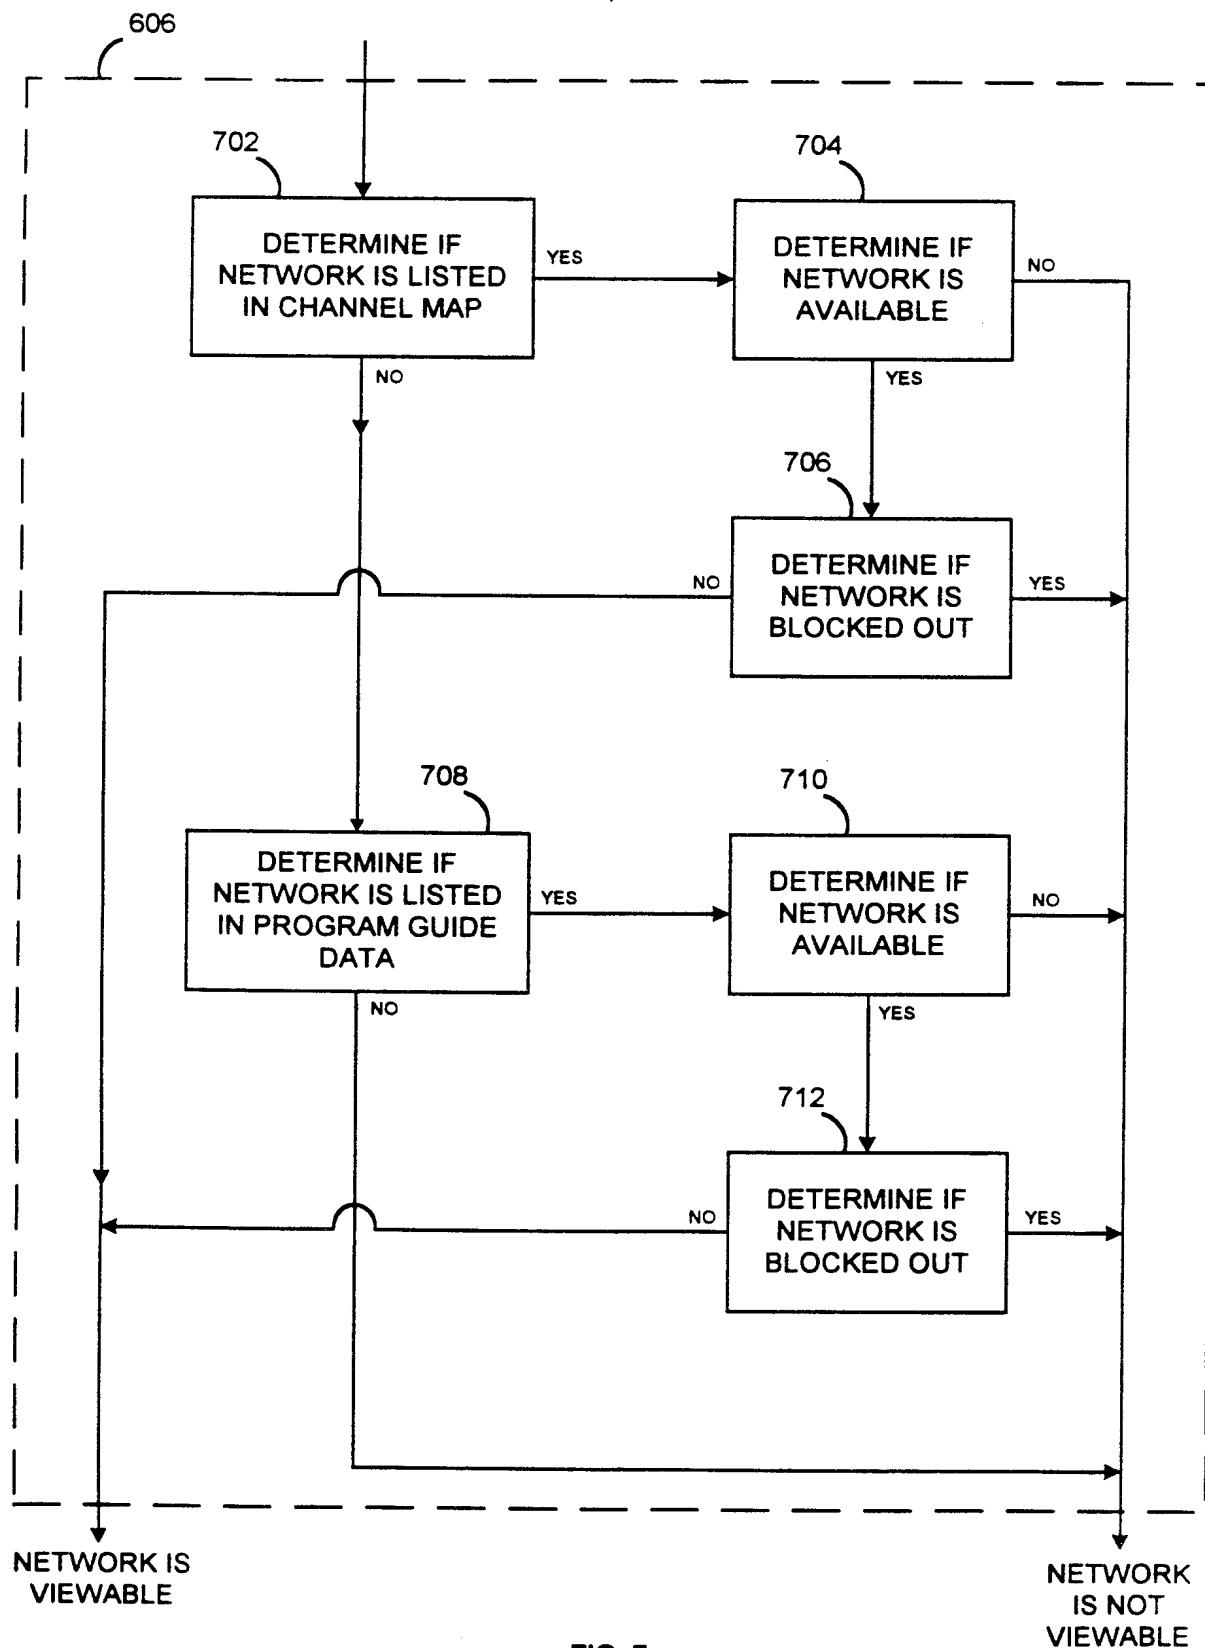 606
702
704
DETERMINE IF
NETWORK IS LISTED
IN CHANNEL MAP
YES
DETERMINE IF
NETWORK IS
AVAILABLE
NO
NO
YES
706
DETERMINE IF
NETWORK IS
BLOCKED OUT
NO
YES
708
710
DETERMINE IF
NETWORK IS LISTED
IN PROGRAM GUIDE
DATA
YES
DETERMINE IF
NETWORK IS
AVAILABLE
NO
NO
YES
712
DETERMINE IF
NETWORK IS
BLOCKED OUT
NO
YES
NETWORK IS
VIEWABLE
NETWORK
IS NOT
VIEWABLE